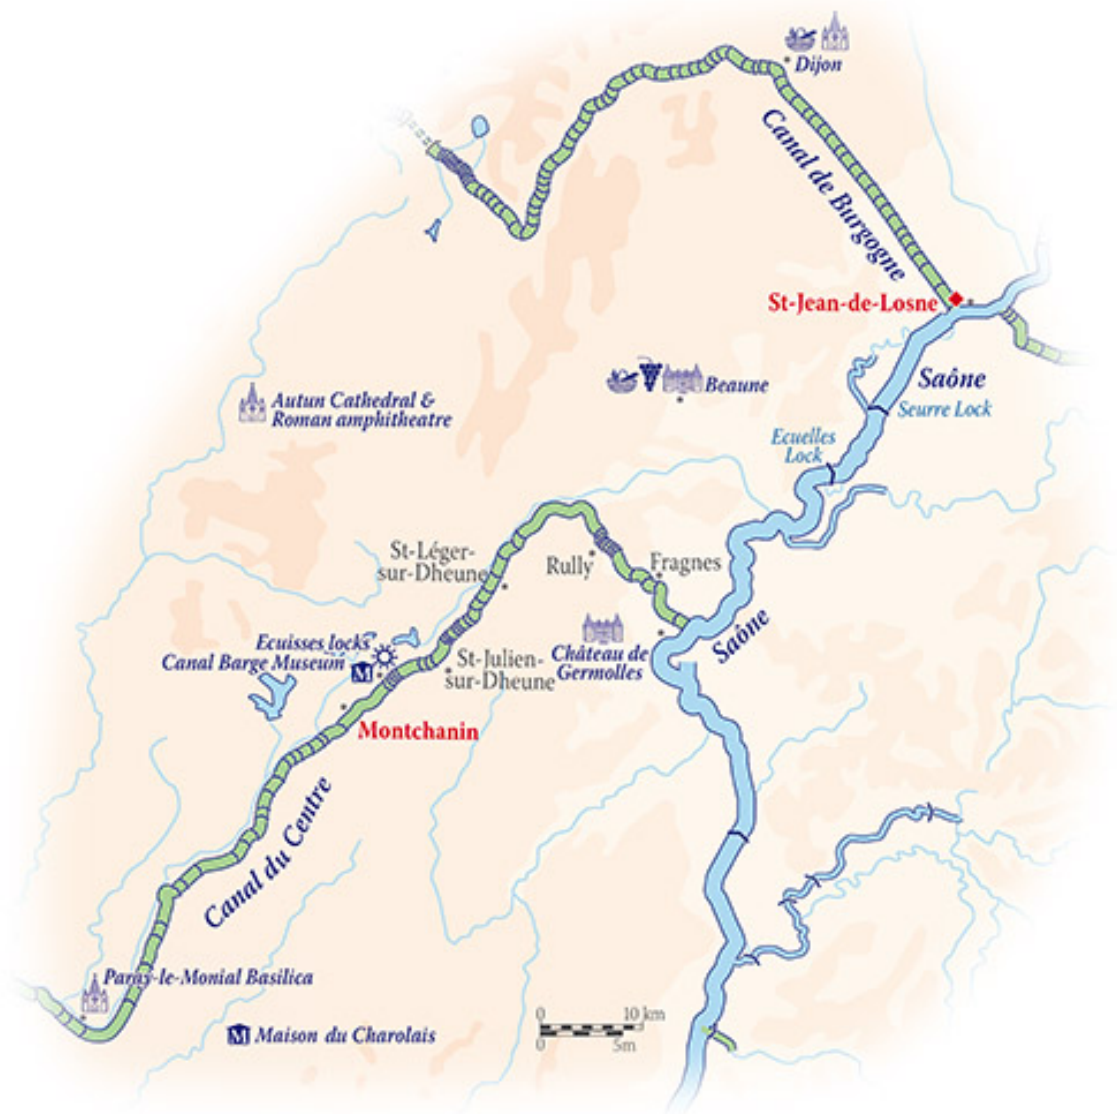 Dijon
Canal de Burgogne
St-Jean-de-Losne
Saône
Seurre Lock
Beaune
Autun Cathedral &
Roman amphitheatre
Ecuelles
Lock
St-Léger-
sur-Dheune
Rully
Fragnes
Saône
Château de
Germolles
Ecuisses locks
Canal Barge Museum
M
St-Julien-
sur-Dheune
Montchanin
Canal du Centre
Paray-le-Monial Basilica
M
Maison du Charolais
0 10 km
0 5m